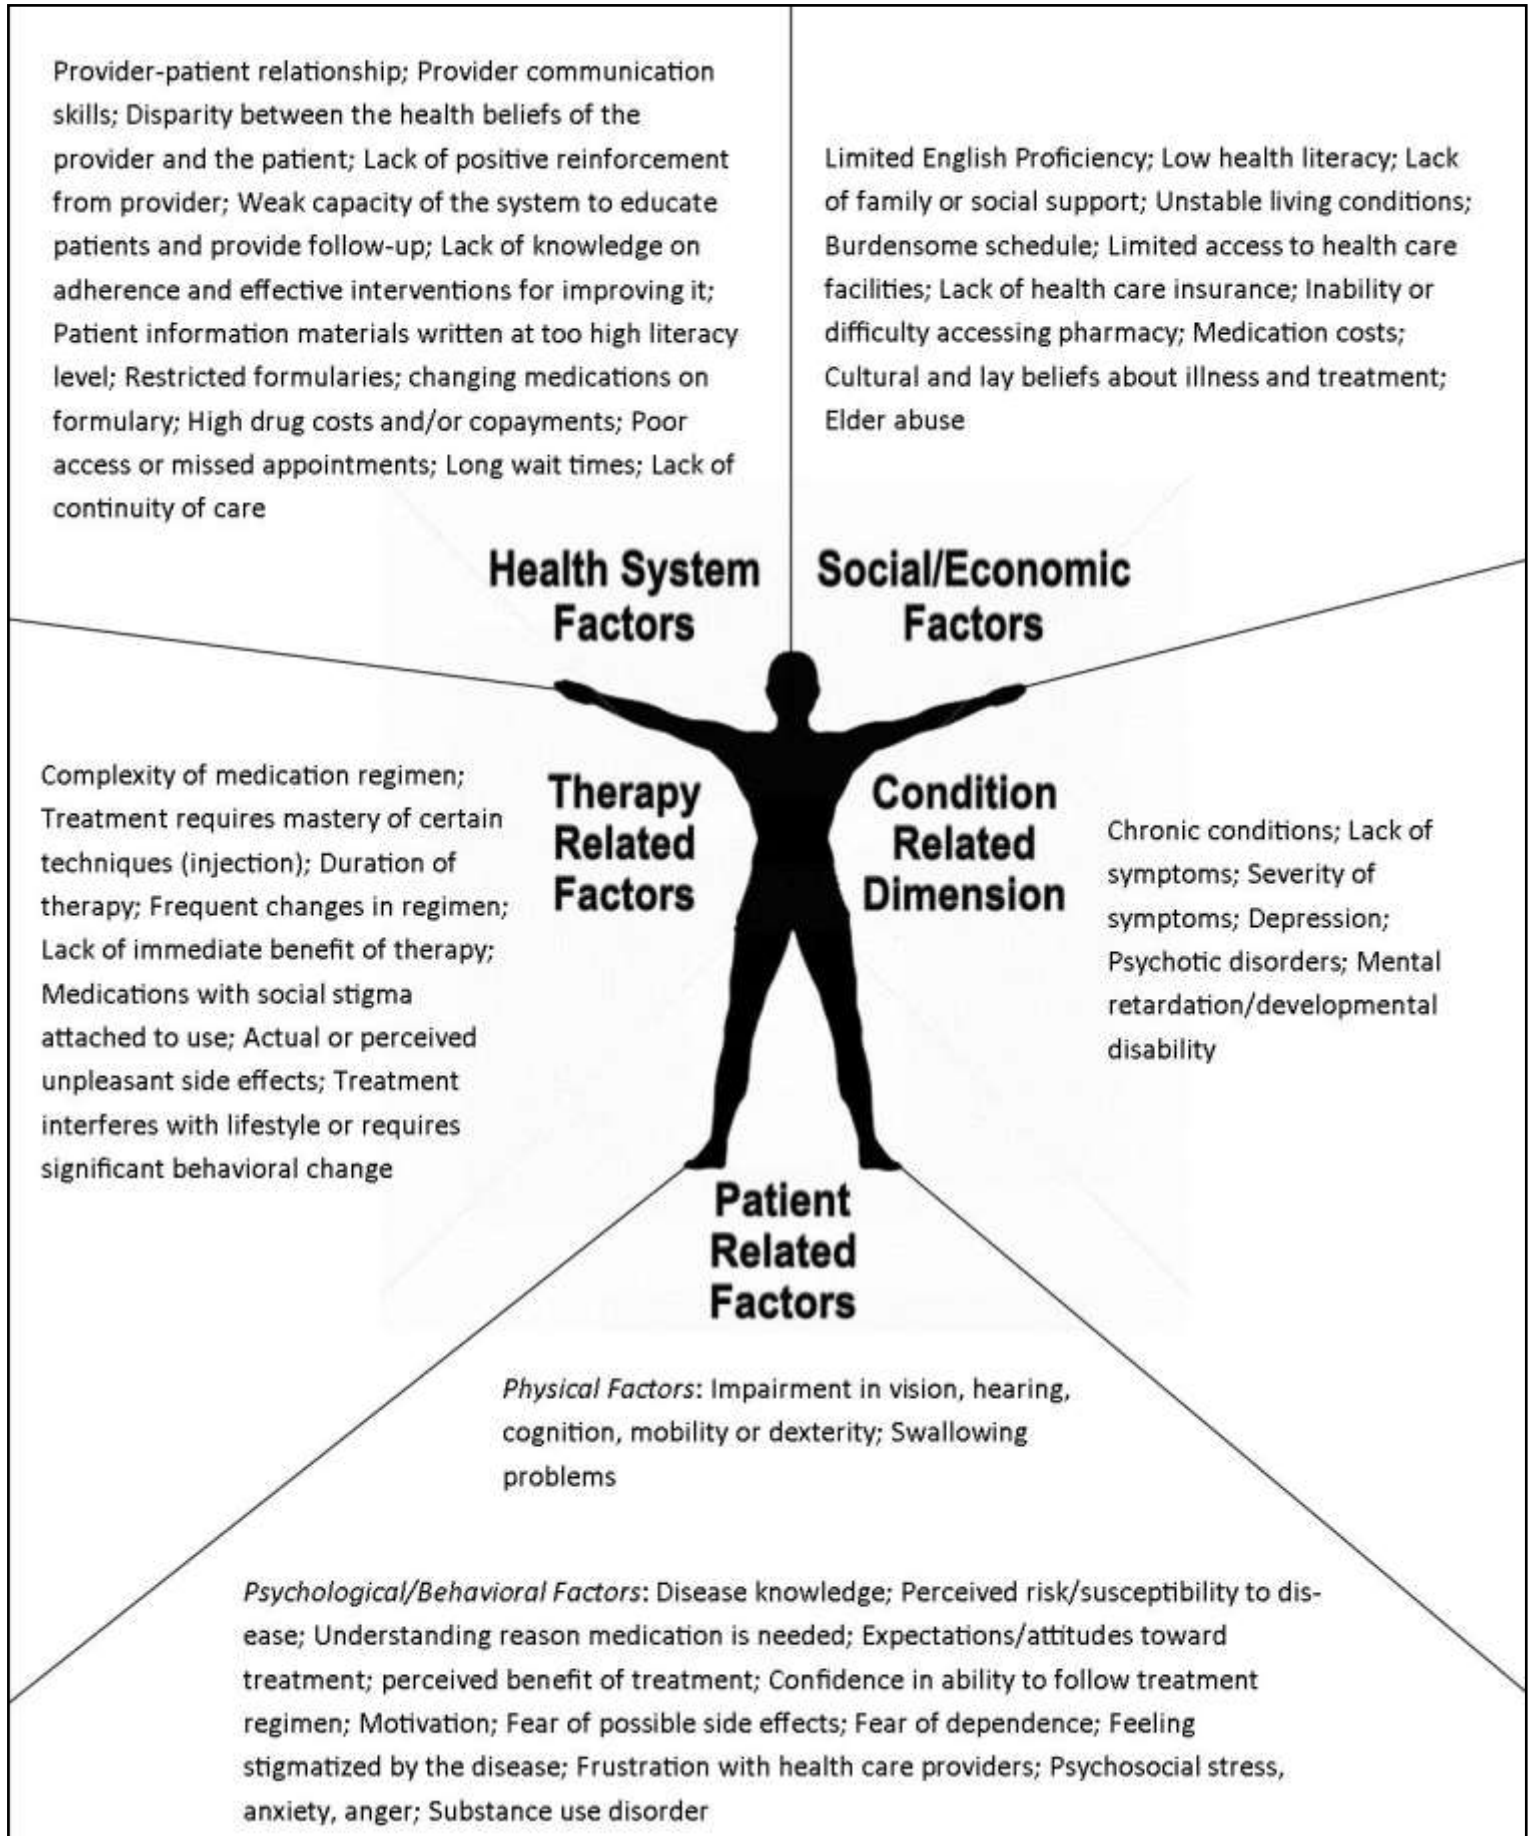 Provider-patient relationship; Provider communication
skills; Disparity between the health beliefs of the
provider and the patient; Lack of positive reinforcement
from provider; Weak capacity of the system to educate
patients and provide follow-up; Lack of knowledge on
adherence and effective interventions for improving it;
Patient information materials written at too high literacy
level; Restricted formularies; changing medications on
formulary; High drug costs and/or copayments; Poor
access or missed appointments; Long wait times; Lack of
continuity of care
Health System
Factors
Limited English Proficiency; Low health literacy; Lack
of family or social support; Unstable living conditions;
Burdensome schedule; Limited access to health care
facilities; Lack of health care insurance; Inability or
difficulty accessing pharmacy; Medication costs;
Cultural and lay beliefs about illness and treatment;
Elder abuse
Social/Economic
Factors
Complexity of medication regimen;
Treatment requires mastery of certain
techniques (injection); Duration of
therapy; Frequent changes in regimen;
Lack of immediate benefit of therapy;
Medications with social stigma
attached to use; Actual or perceived
unpleasant side effects; Treatment
interferes with lifestyle or requires
significant behavioral change
Therapy
Related
Factors
Condition
Related
Dimension
Chronic conditions; Lack of
symptoms; Severity of
symptoms; Depression;
Psychotic disorders; Mental
retardation/developmental
disability
Patient
Related
Factors
Physical Factors: Impairment in vision, hearing,
cognition, mobility or dexterity; Swallowing
problems
Psychological/Behavioral Factors: Disease knowledge; Perceived risk/susceptibility to dis-
ease; Understanding reason medication is needed; Expectations/attitudes toward
treatment; perceived benefit of treatment; Confidence in ability to follow treatment
regimen; Motivation; Fear of possible side effects; Fear of dependence; Feeling
stigmatized by the disease; Frustration with health care providers; Psychosocial stress,
anxiety, anger; Substance use disorder